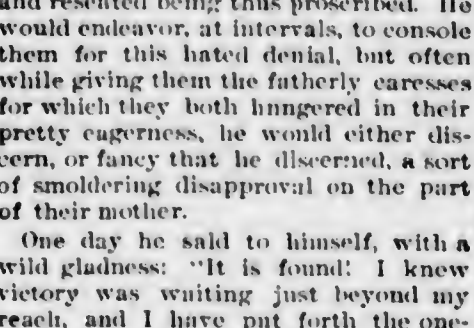 and resented being thus proscribed. He
would endeavor, at intervals, to console
them for this hated denial, but often
while giving them the fatherly caresses
for which they both hungered in their
pretty eagerness, he would either dis-
cern, or fancy that he discerned, a sort
of smoldering disapproval on the part
of their mother.
One day he said to himself, with a
wild gladness: "It is found! I knew
victory was waiting just beyond my
reach, and I have put forth the one